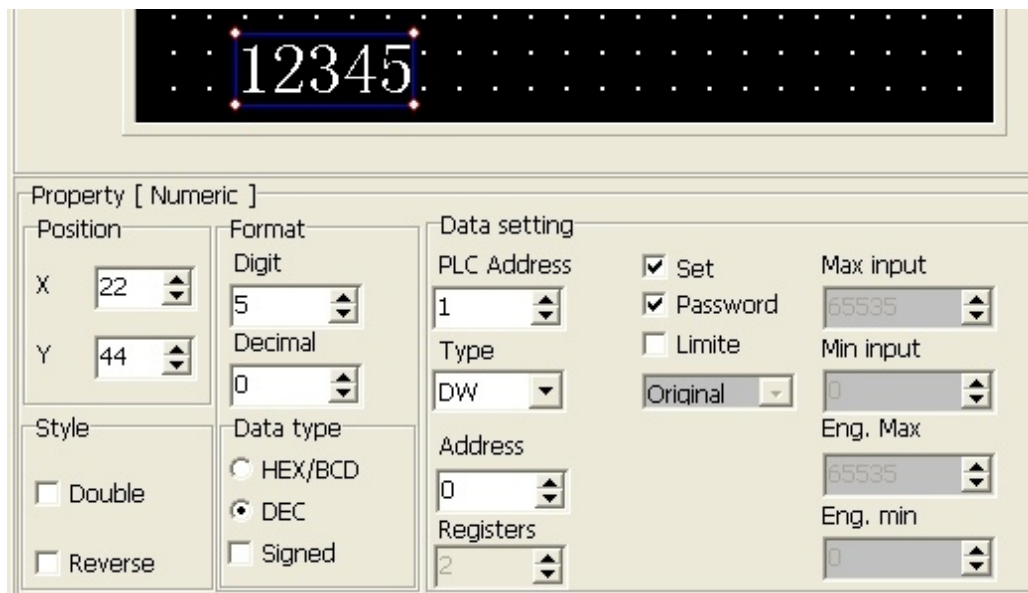 12345
Property [ Numeric ]
Position
X 22
Y 44
Style
Double
Reverse
Format
Digit
5
Decimal
0
Data type
HEX/BCD
DEC
Signed
Data setting
PLC Address
1
Type
DW
Address
0
Registers
2
Set
Password
Limite
Original
Max input
65535
Min input
0
Eng. Max
65535
Eng. min
0